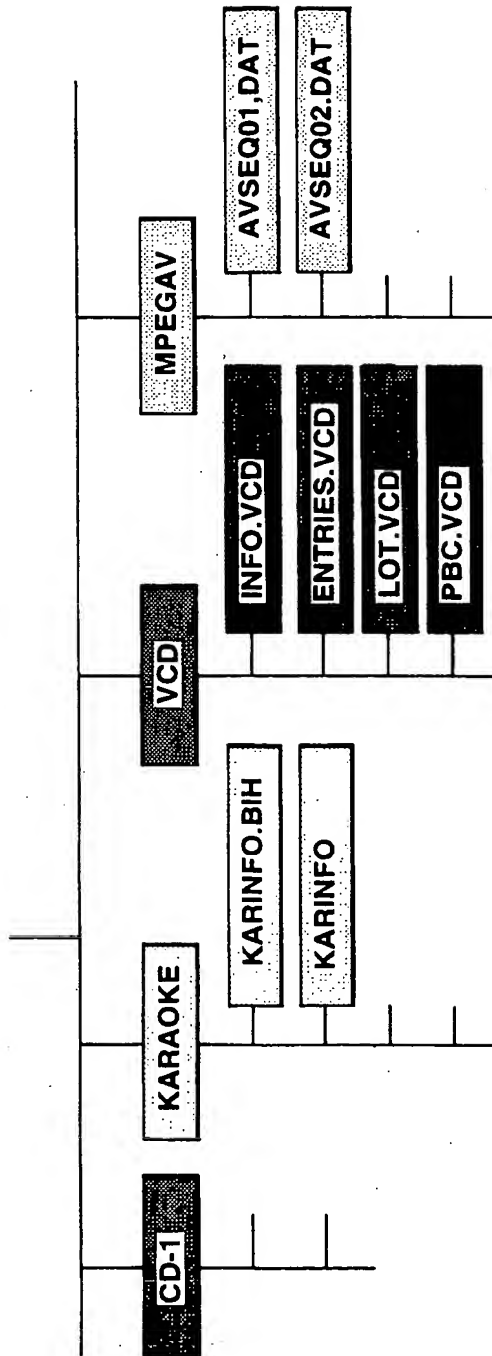 CD-1
KARAOKE
KARINFO.BIH
KARINFO
VCD
INFO.VCD
ENTRIES.VCD
LOT.VCD
PBC.VCD
MPEGAV
AVSEQ01,DAT
AVSEQ02.DAT